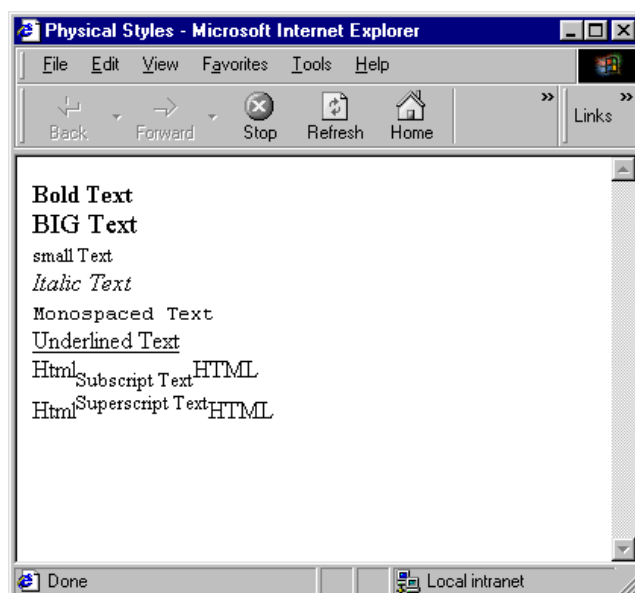 Physical Styles - Microsoft Internet Explorer
File Edit View Favorites Tools Help
Back Forward Stop Refresh Home » Links »
Bold Text
BIG Text
small Text
Italic Text
Monospaced Text
Underlined Text
HtmlSubscript TextHTML
HtmlSuperscript TextHTML
Done Local intranet